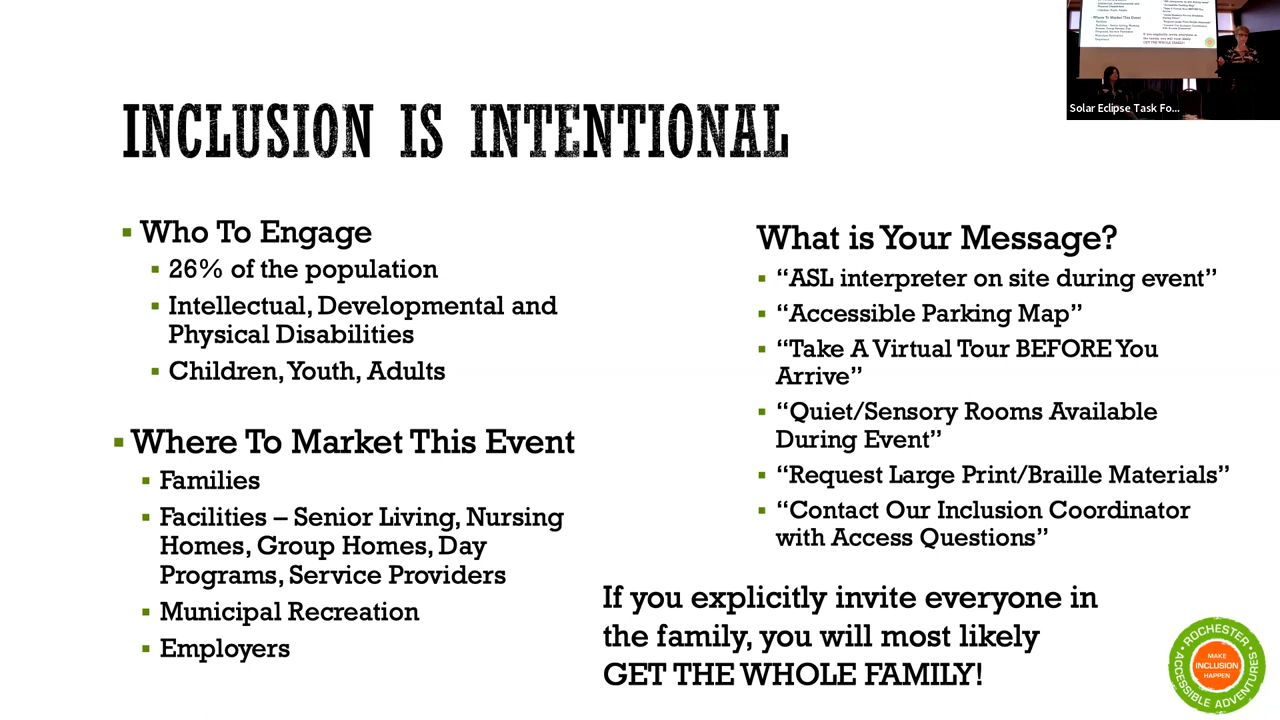 INCLUSION IS INTENTIONAL
Who To Engage
26% of the population
Intellectual, Developmental and
Physical Disabilities
Children, Youth, Adults
Where To Market This Event
Families
Facilities – Senior Living, Nursing
Homes, Group Homes, Day
Programs, Service Providers
Municipal Recreation
Employers
What is Your Message?
“ASL interpreter on site during event”
“Accessible Parking Map”
“Take A Virtual Tour BEFORE You
Arrive”
“Quiet/Sensory Rooms Available
During Event”
“Request Large Print/Braille Materials”
“Contact Our Inclusion Coordinator
with Access Questions”
If you explicitly invite everyone in
the family, you will most likely
GET THE WHOLE FAMILY!
Solar Eclipse Task Fo...
ROCHESTER
MAKE
INCLUSION
HAPPEN
ACCESSIBLE ADVENTURES